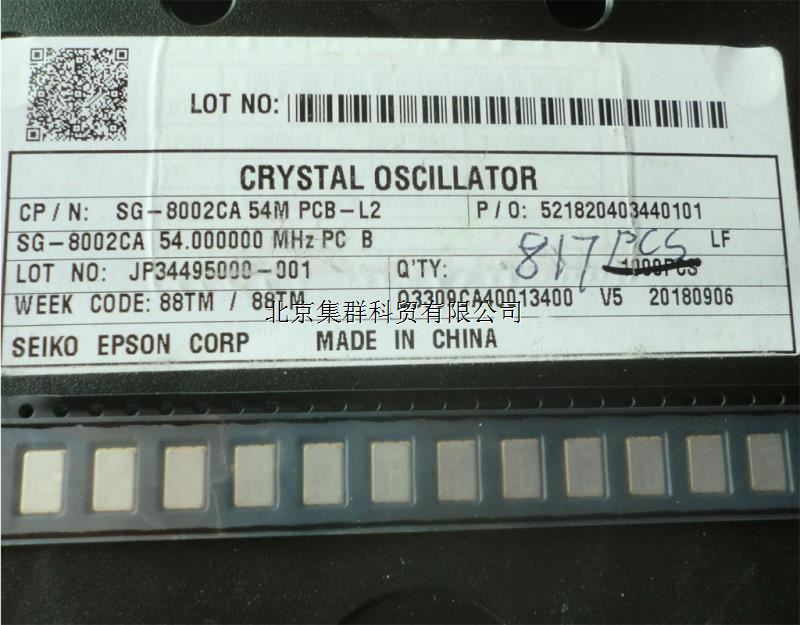 LOT NO:
CRYSTAL OSCILLATOR
CP / N: SG-8002CA 54M PCB-L2 P / O: 521820403440101
SG-8002CA 54.000000 MHz PC B 817 PCS LF
LOT NO: JP34495000-001 Q'TY: 1000PCS
WEEK CODE: 88TM / 88TM Q3309CA40013400 V5 20180906
北京集群科贸有限公司
SEIKO EPSON CORP MADE IN CHINA